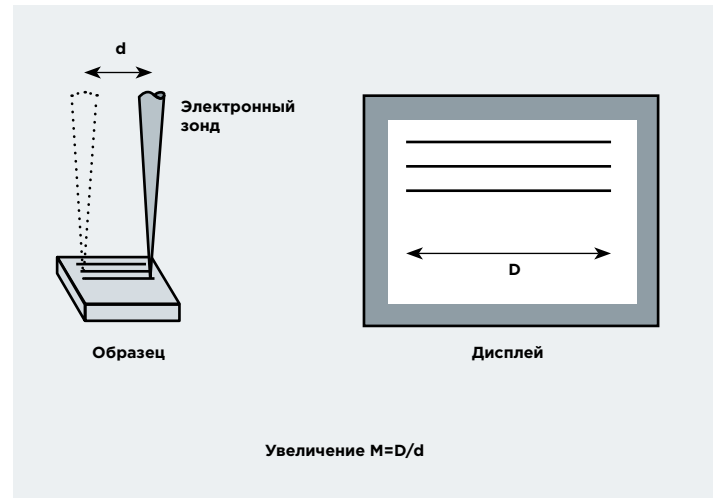 d
Электронный
зонд
D
Образец
Дисплей
Увеличение M=D/d